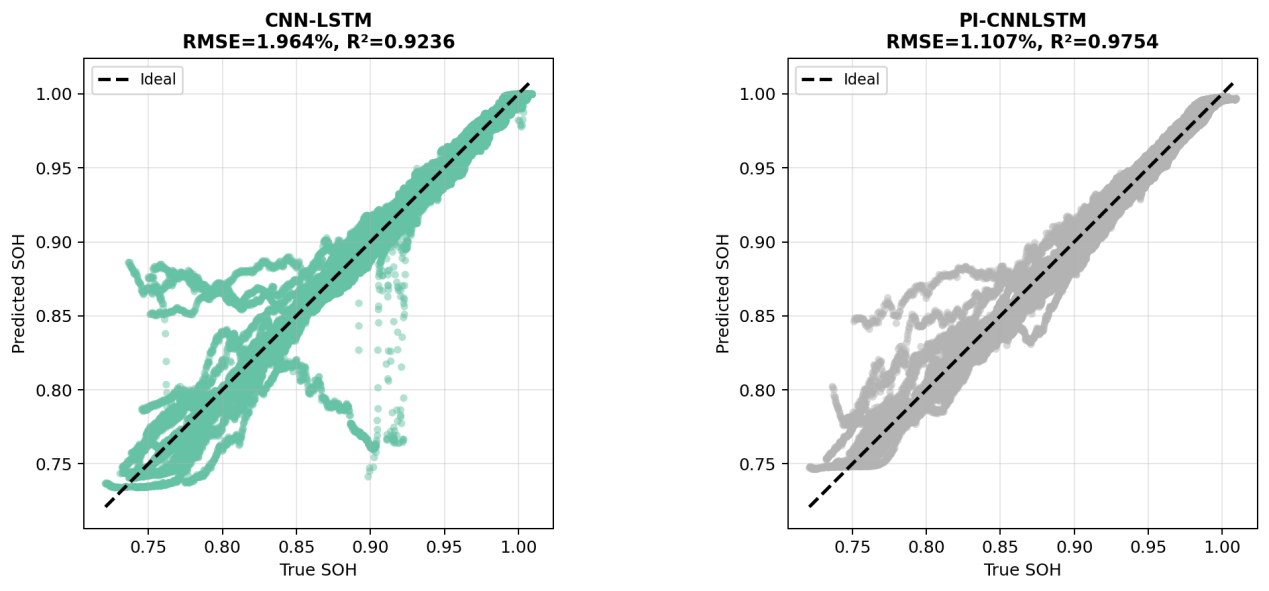 CNN-LSTM
RMSE=1.964%, R²=0.9236
Ideal
1.00
0.95
0.90
0.85
0.80
0.75
Predicted SOH
0.75 0.80 0.85 0.90 0.95 1.00
True SOH
PI-CNNLSTM
RMSE=1.107%, R²=0.9754
Ideal
1.00
0.95
0.90
0.85
0.80
0.75
Predicted SOH
0.75 0.80 0.85 0.90 0.95 1.00
True SOH